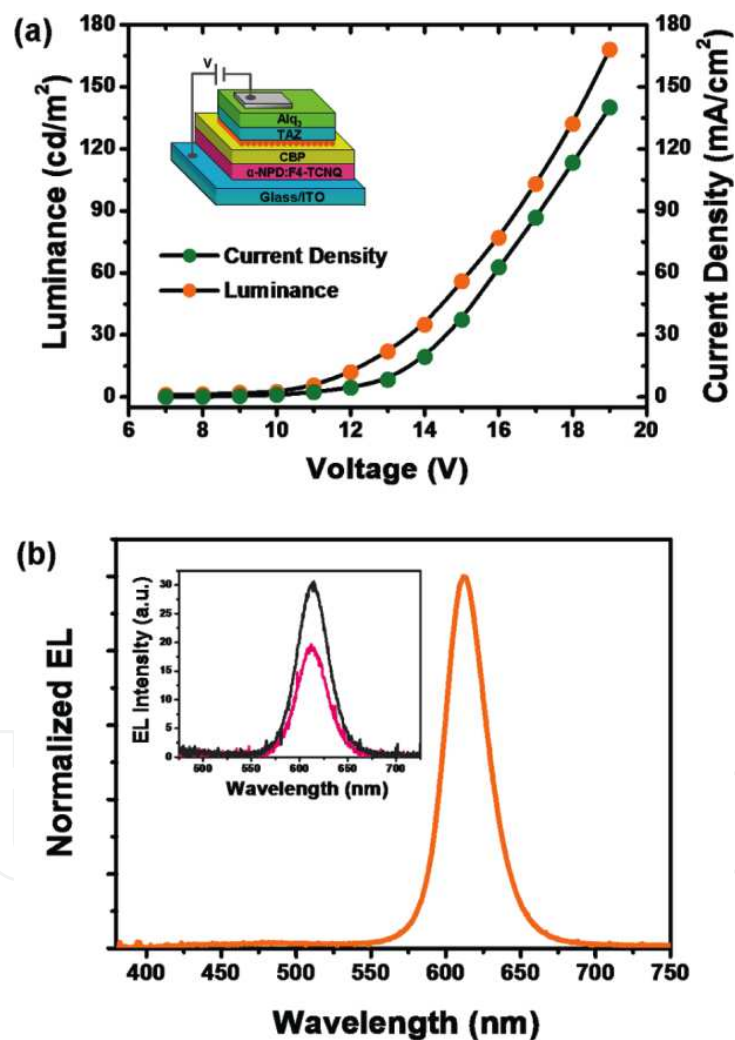 (a)
180
150
120
90
60
30
0
Luminance (cd/m²)
180
150
120
90
60
30
0
Current Density (mA/cm²)
V
Alq₃
TAZ
CBP
α-NPD:F4-TCNQ
Glass/ITO
Current Density
Luminance
6 8 10 12 14 16 18 20
Voltage (V)
(b)
Normalized EL
30
25
20
15
10
5
0
EL Intensity (a.u.)
500 550 600 650 700
Wavelength (nm)
400 450 500 550 600 650 700 750
Wavelength (nm)